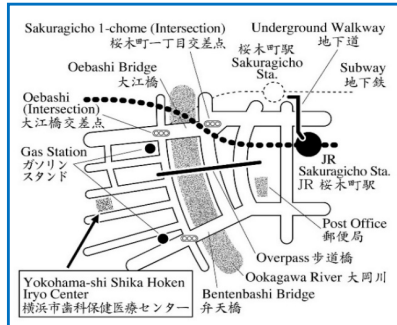 Sakuragicho 1-chome (Intersection)
桜木町一丁目交差点
Underground Walkway
地下道
桜木町駅
Sakuragicho
Sta.
Subway
地下鉄
Oebashi Bridge
大江橋
Oebashi
(Intersection)
大江橋交差点
Gas Station
ガソリン
スタンド
JR
Sakuragicho Sta.
JR 桜木町駅
Post Office
郵便局
Overpass 歩道橋
Ookagawa River 大岡川
Bentenbashi Bridge
弁天橋
Yokohama-shi Shika Hoken
Iryo Center
横浜市歯科保健医療センター